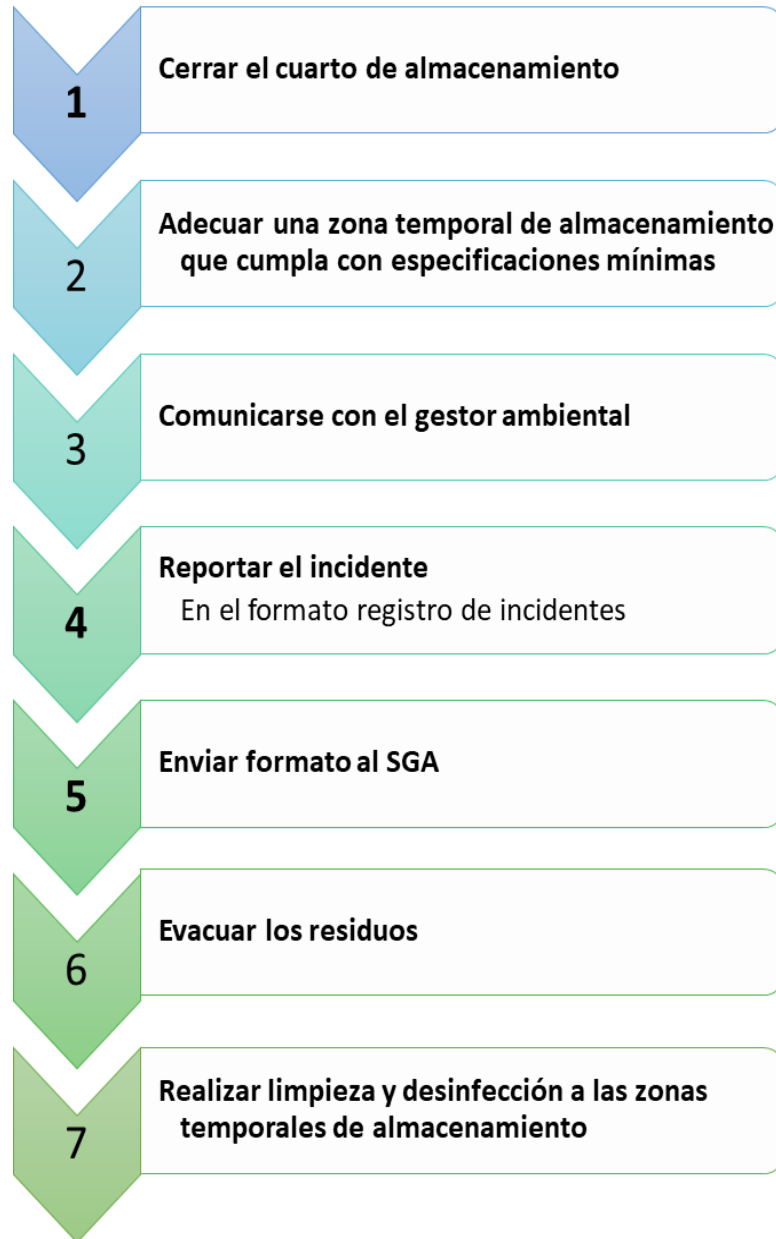 1
Cerrar el cuarto de almacenamiento
2
Adecuar una zona temporal de almacenamiento
que cumpla con especificaciones mínimas
3
Comunicarse con el gestor ambiental
4
Reportar el incidente
En el formato registro de incidentes
5
Enviar formato al SGA
6
Evacuar los residuos
7
Realizar limpieza y desinfección a las zonas
temporales de almacenamiento